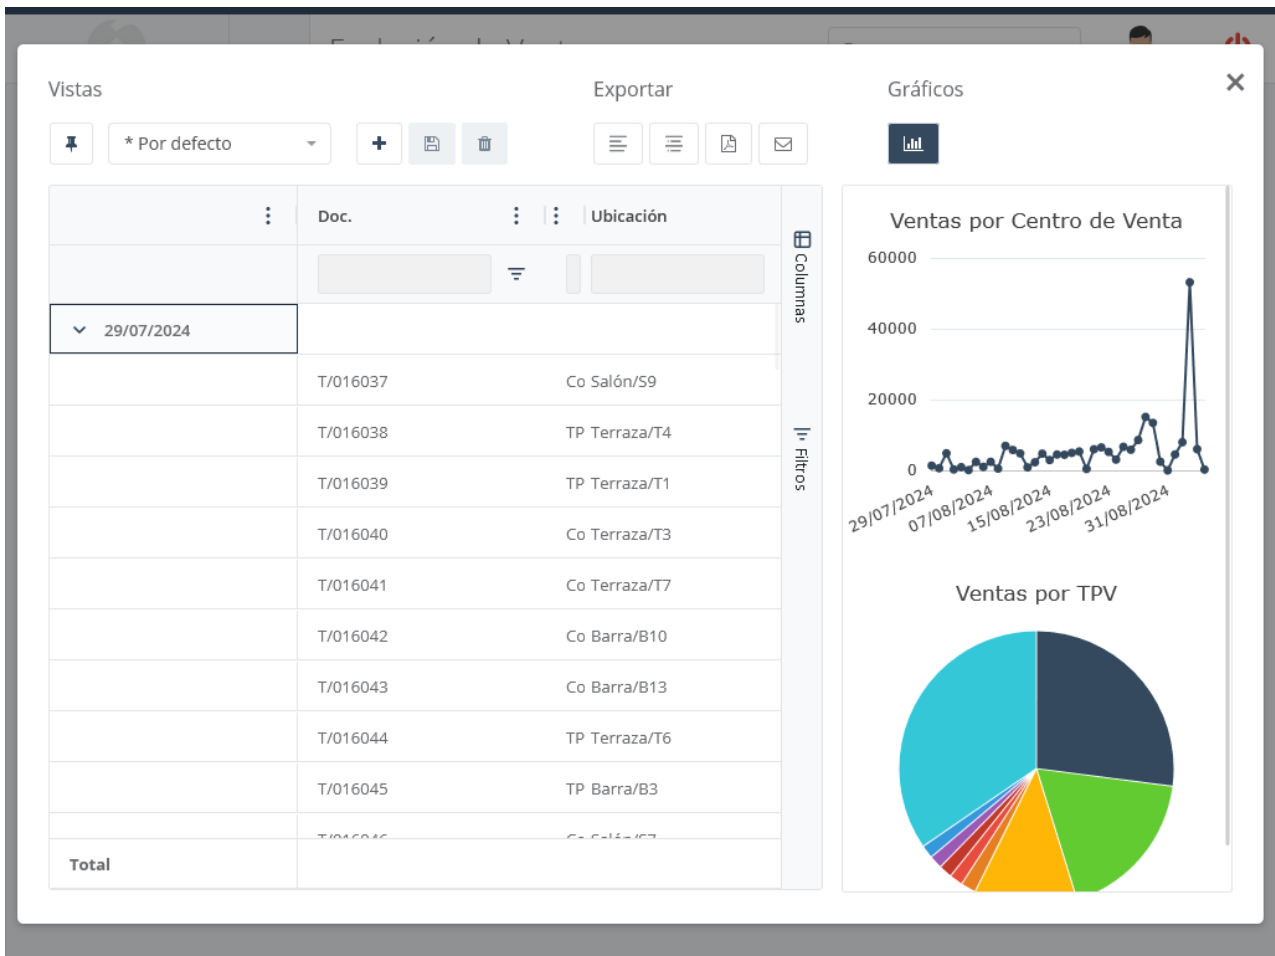 Vistas
Exportar
Gráficos
* Por defecto
Doc.
Ubicación
Columnas
Filtros
29/07/2024
T/016037 Co Salón/S9
T/016038 TP Terraza/T4
T/016039 TP Terraza/T1
T/016040 Co Terraza/T3
T/016041 Co Terraza/T7
T/016042 Co Barra/B10
T/016043 Co Barra/B13
T/016044 TP Terraza/T6
T/016045 TP Barra/B3
T/016046 Co Salón/S7
Total
Ventas por Centro de Venta
60000
40000
20000
0
29/07/2024
07/08/2024
15/08/2024
23/08/2024
31/08/2024
Ventas por TPV